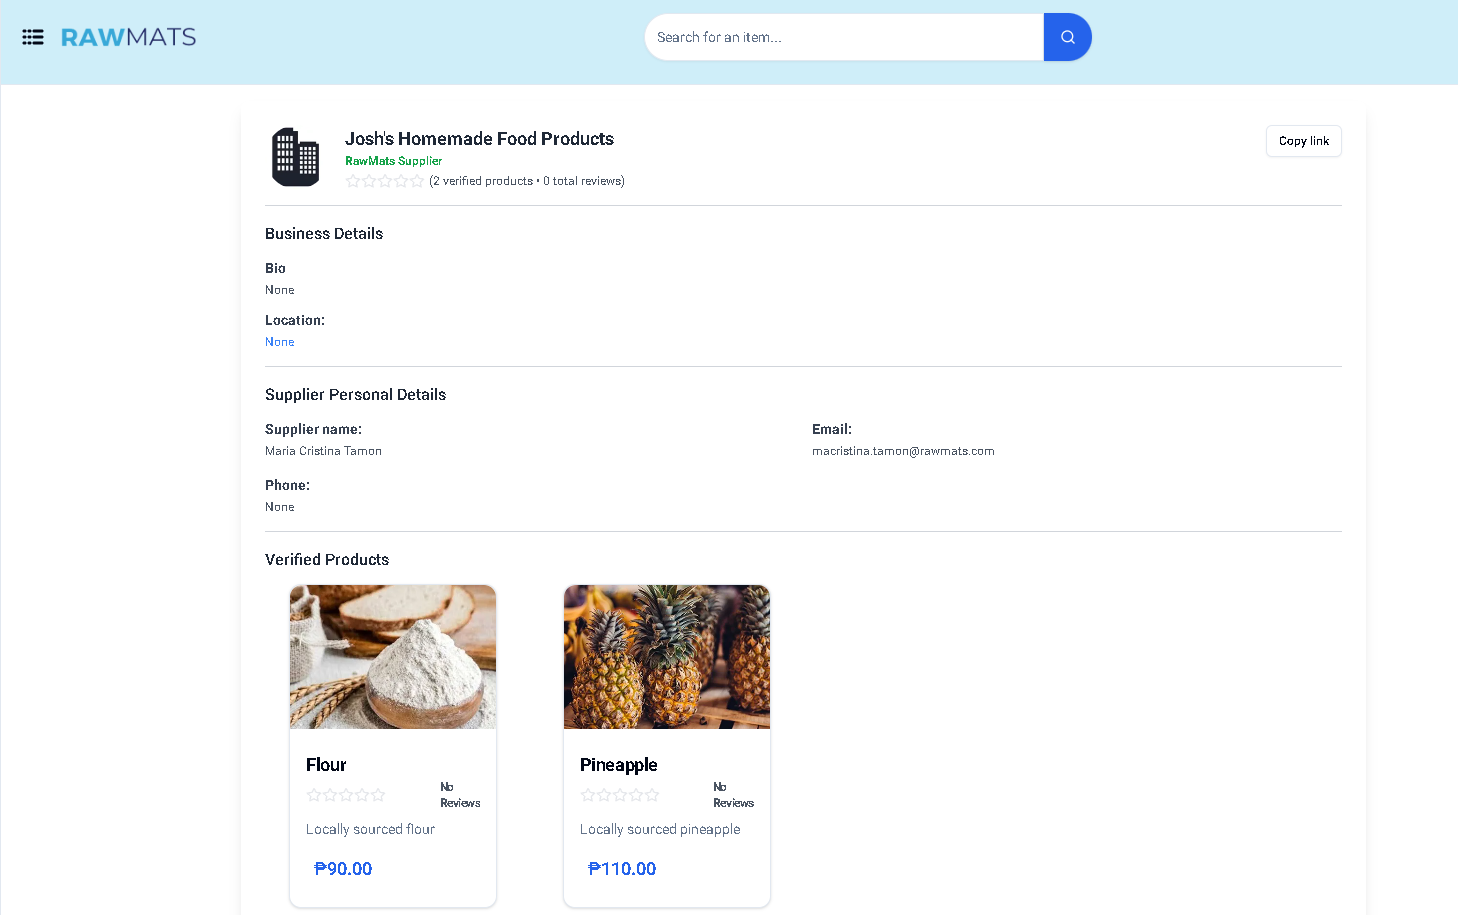 RAWMATS
Search for an item...
Josh's Homemade Food Products
Copy link
RawMats Supplier
(2 verified products • 0 total reviews)
Business Details
Bio
None
Location:
None
Supplier Personal Details
Supplier name:
Maria Cristina Tamon
Email:
macristina.tamon@rawmats.com
Phone:
None
Verified Products
Flour
No
Reviews
Locally sourced flour
₱90.00
Pineapple
No
Reviews
Locally sourced pineapple
₱110.00